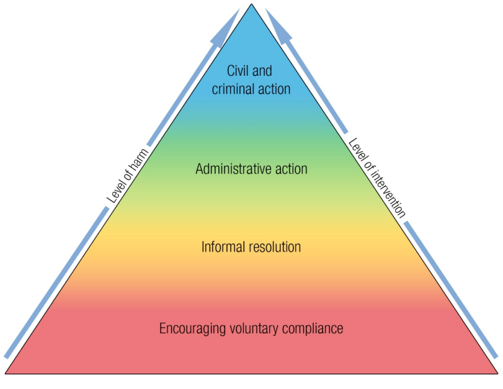 Civil and
criminal action
Level of harm
Level of intervention
Administrative action
Informal resolution
Encouraging voluntary compliance